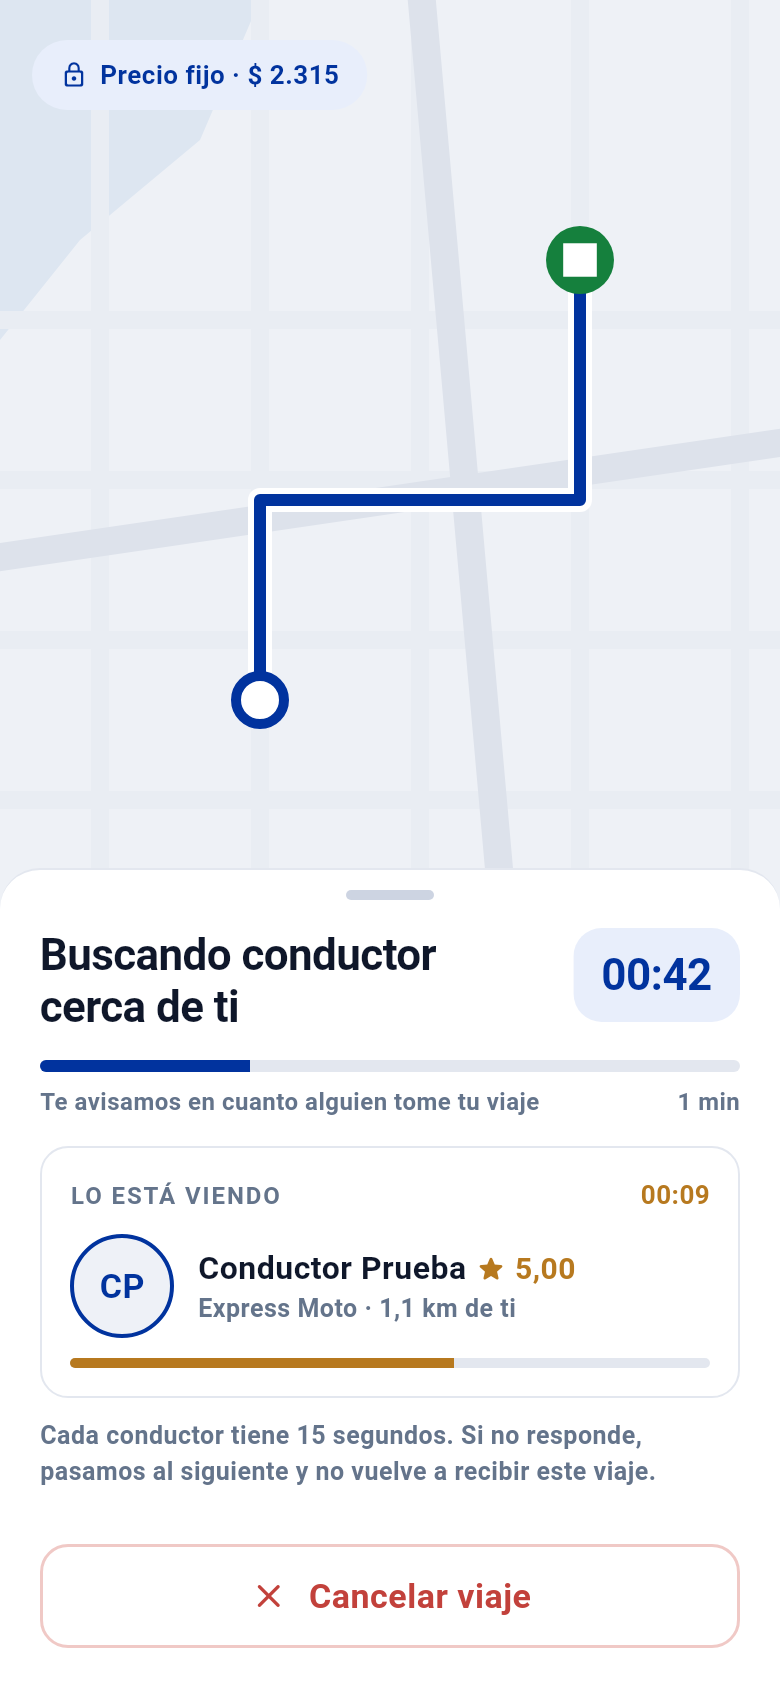 Precio fijo · $ 2.315
Buscando conductor
cerca de ti
00:42
Te avisamos en cuanto alguien tome tu viaje
1 min
LO ESTÁ VIENDO
00:09
CP
Conductor Prueba ★ 5,00
Express Moto · 1,1 km de ti
Cada conductor tiene 15 segundos. Si no responde,
pasamos al siguiente y no vuelve a recibir este viaje.
Cancelar viaje